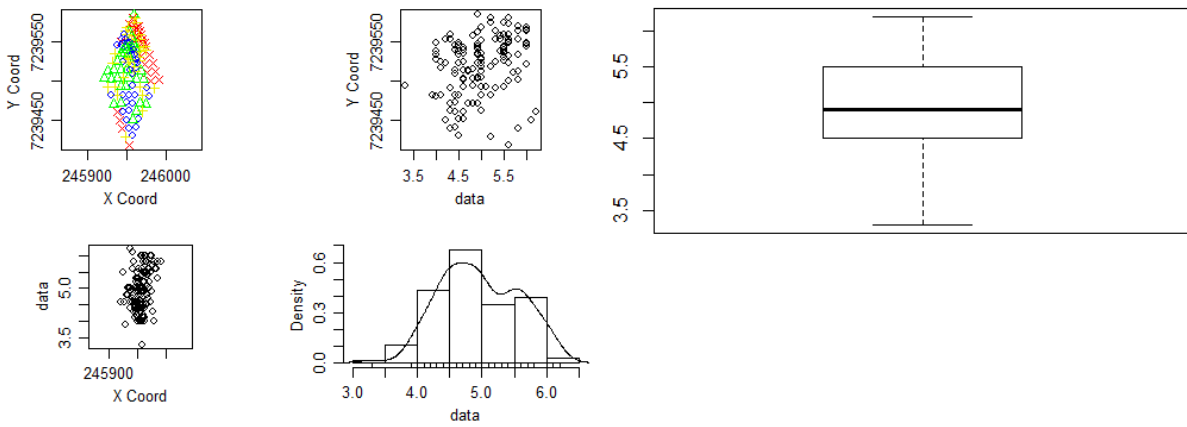 Y Coord
7239450 7239550
245900 246000
X Coord
Y Coord
7239450 7239550
3.5 4.5 5.5
data
3.5 4.5 5.5
data
3.5 5.0
245900
X Coord
Density
0.0 0.3 0.6
3.0 4.0 5.0 6.0
data